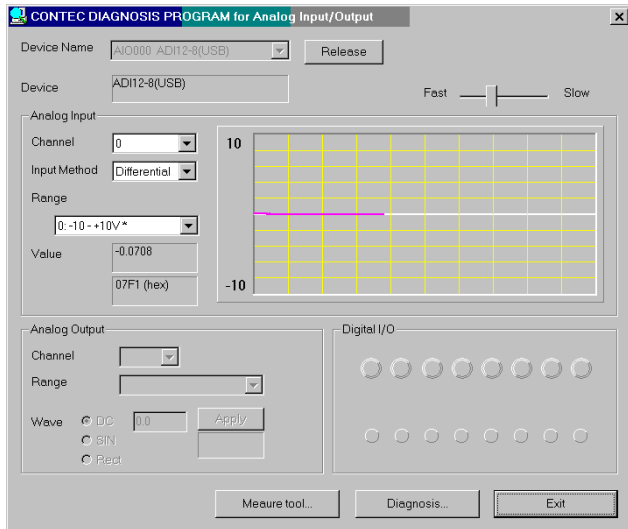 CONTEC DIAGNOSIS PROGRAM for Analog Input/Output
Device Name AIO000 ADI12-8(USB) Release
Device ADI12-8(USB)
Fast Slow
Analog Input
Channel 0
Input Method Differential
Range
0: -10 - +10V *
Value -0.0708
07F1 (hex)
10
-10
Analog Output
Channel
Range
Wave DC 0.0 Apply
SIN
Rect
Digital I/O
Meaure tool... Diagnosis... Exit